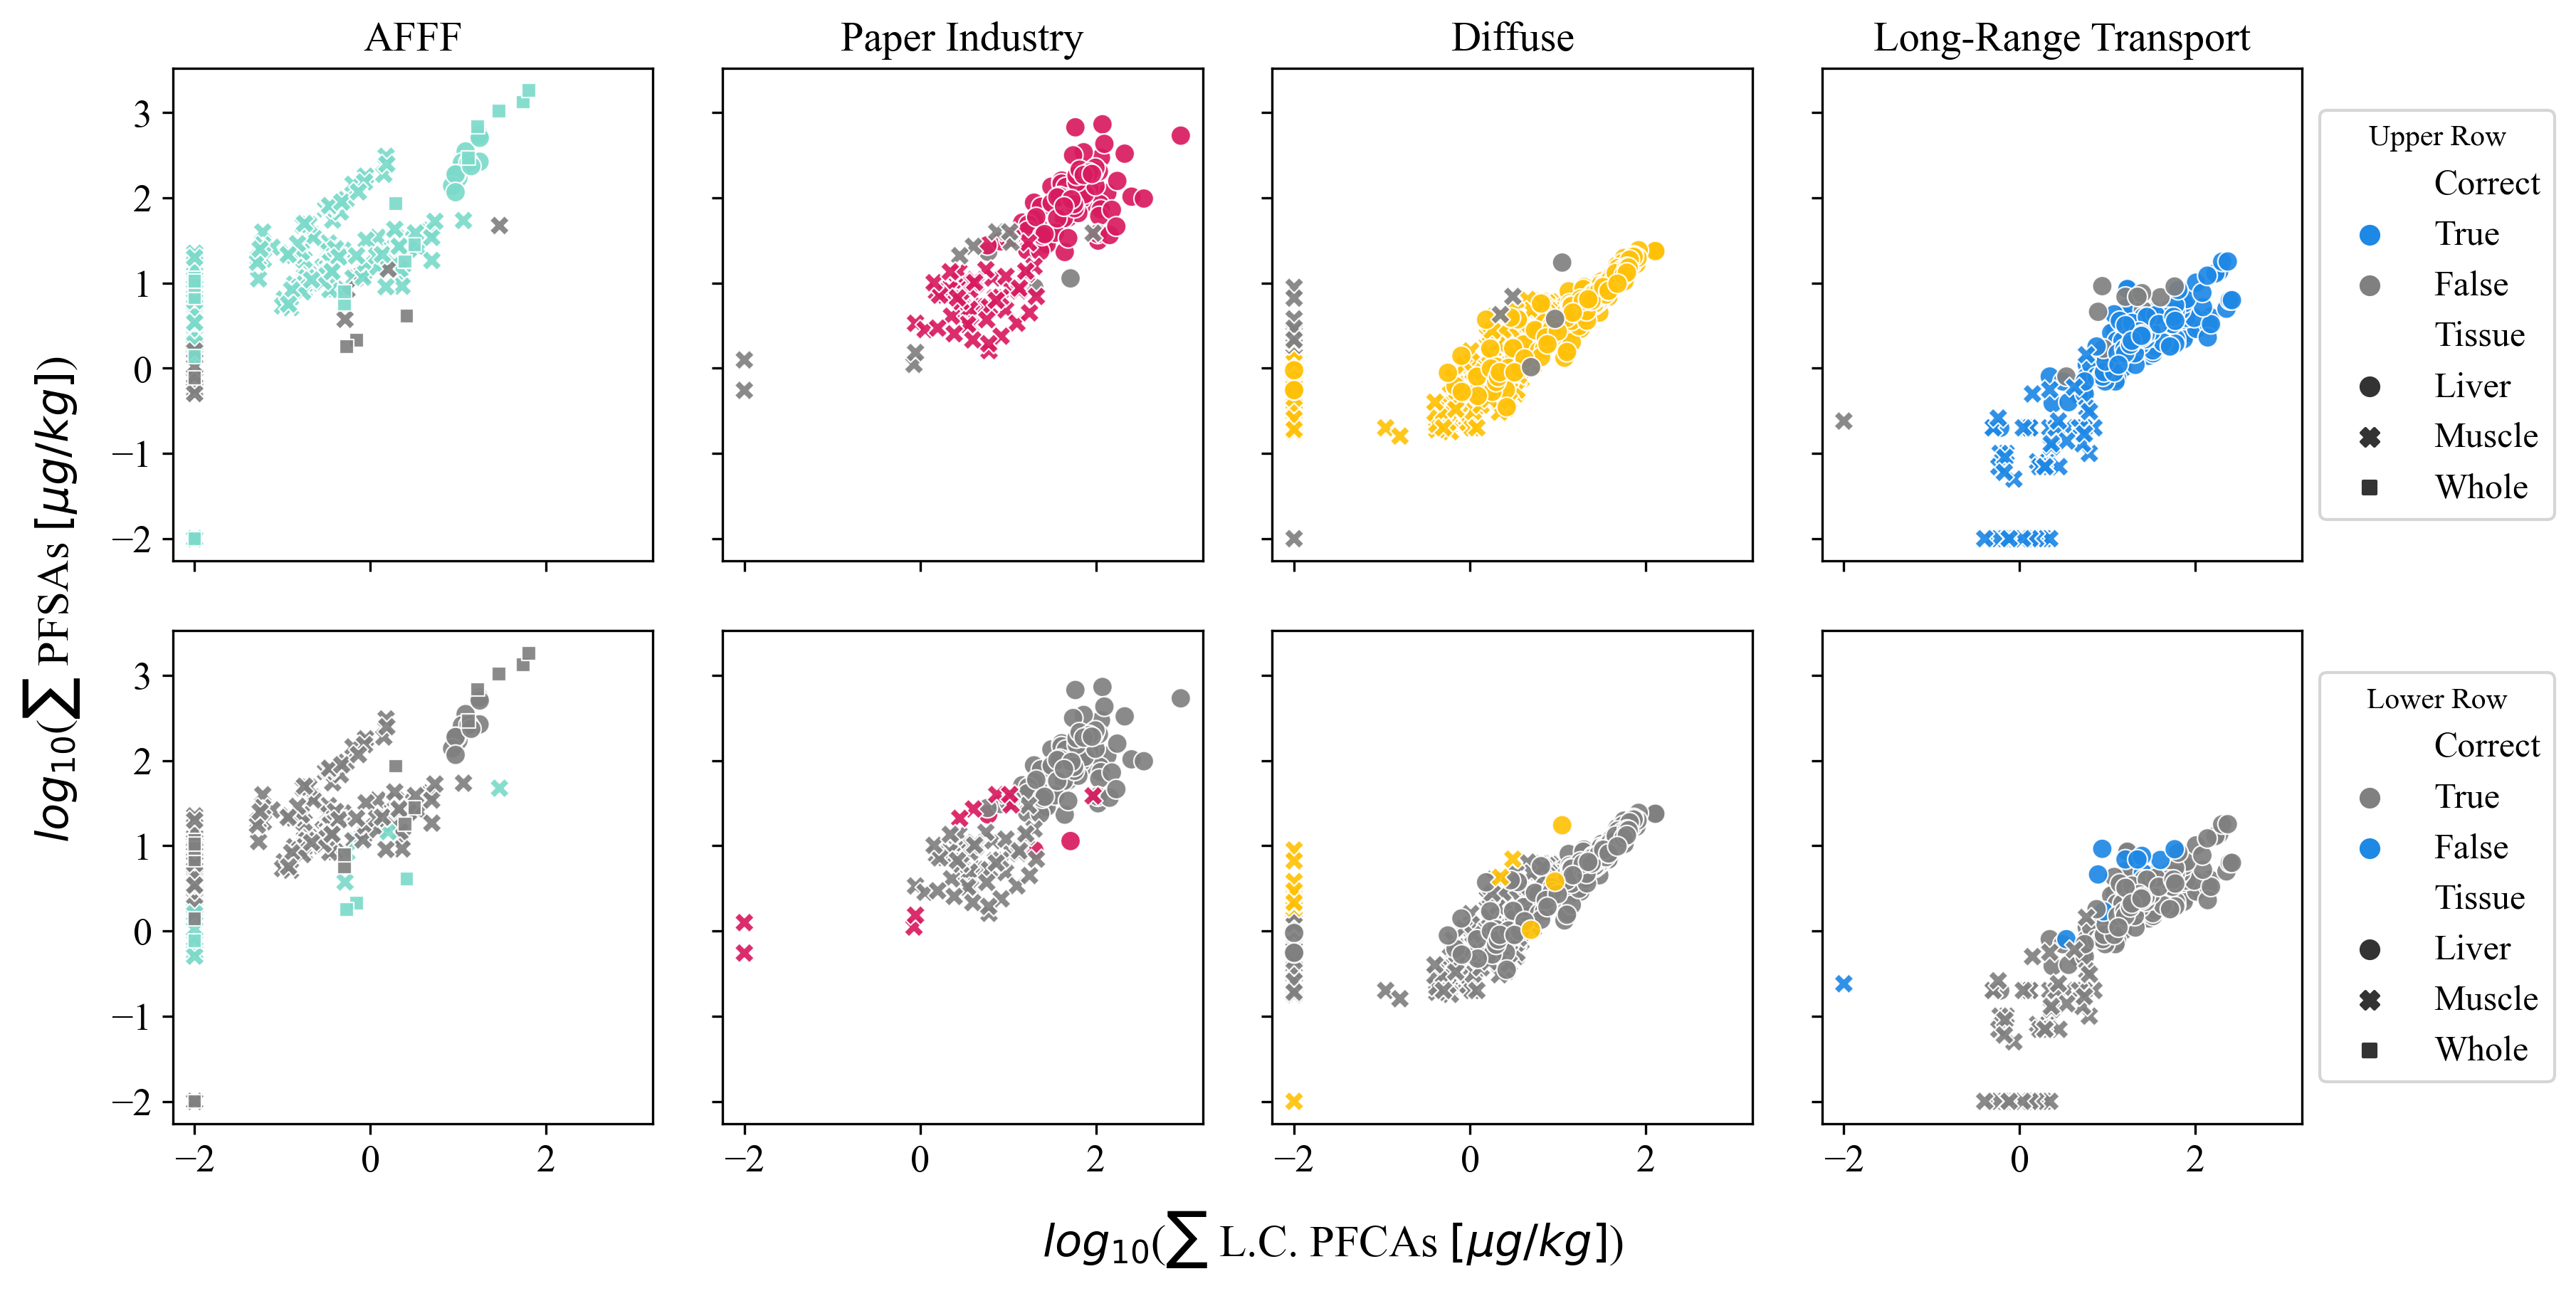 AFFF
Paper Industry
Diffuse
Long-Range Transport
3
2
1
0
−1
−2
Upper Row
Correct
True
False
Tissue
Liver
Muscle
Whole
log10(∑ PFSAs [μg/kg])
3
2
1
0
−1
−2
Lower Row
Correct
True
False
Tissue
Liver
Muscle
Whole
−2 0 2 −2 0 2 −2 0 2 −2 0 2
log10(∑ L.C. PFCAs [μg/kg])